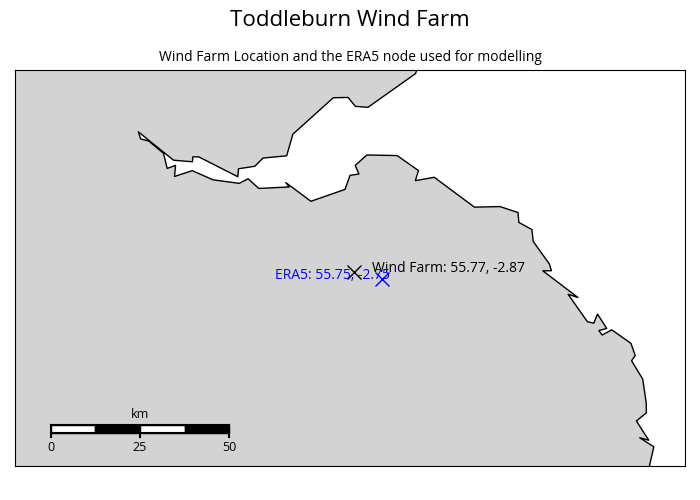 Toddleburn Wind Farm
Wind Farm Location and the ERA5 node used for modelling
Wind Farm: 55.77, -2.87
ERA5: 55.75, -2.75
km
0 25 50